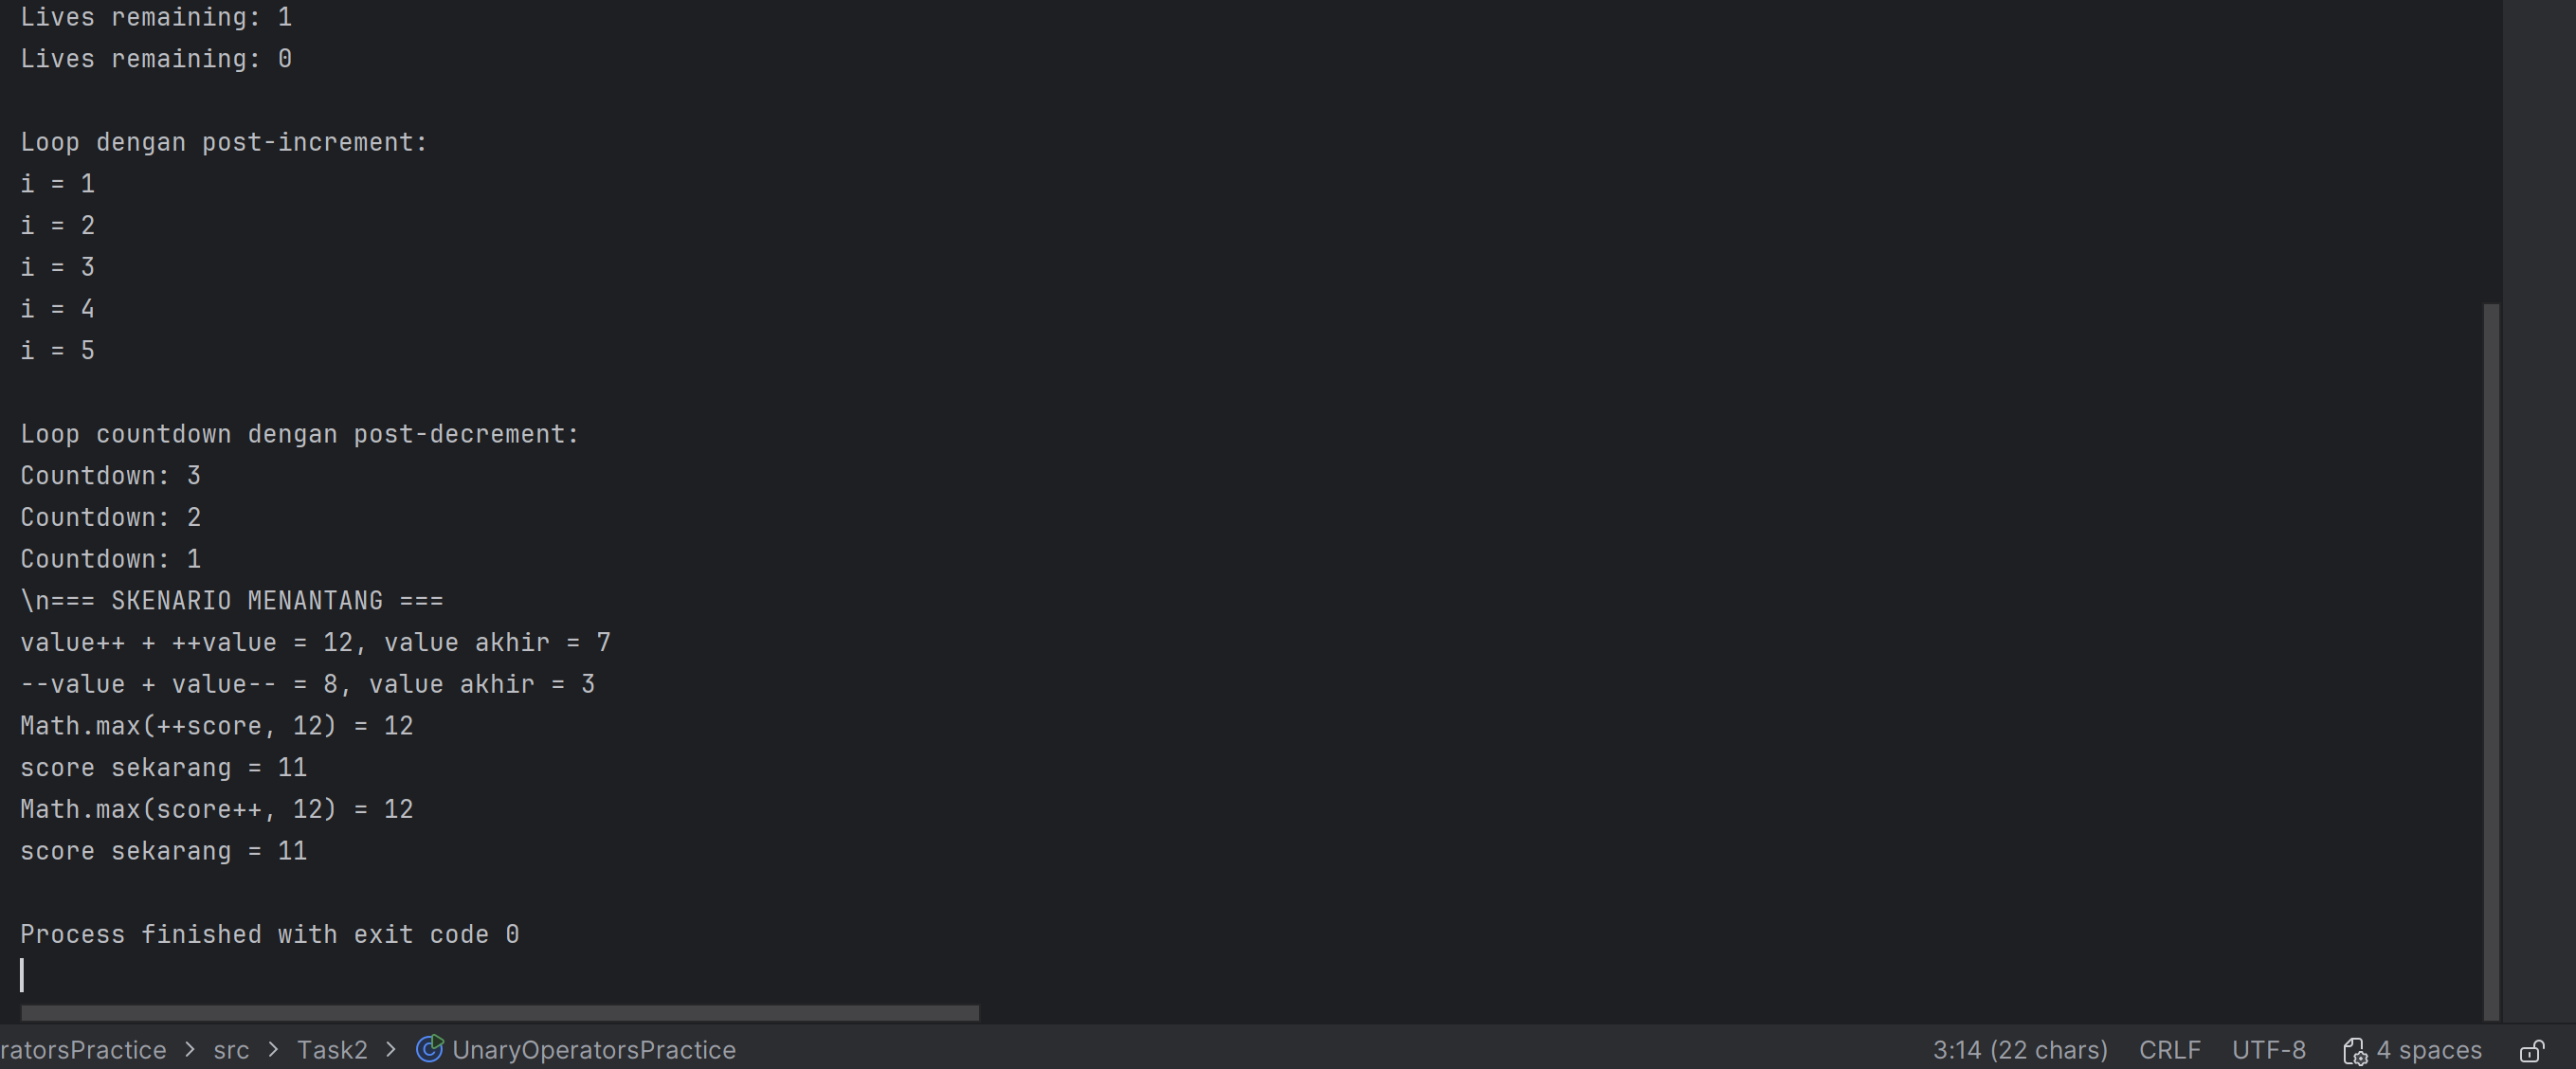 Lives remaining: 1
Lives remaining: 0
Loop dengan post-increment:
i = 1
i = 2
i = 3
i = 4
i = 5
Loop countdown dengan post-decrement:
Countdown: 3
Countdown: 2
Countdown: 1
\n=== SKENARIO MENANTANG ===
value++ + ++value = 12, value akhir = 7
--value + value-- = 8, value akhir = 3
Math.max(++score, 12) = 12
score sekarang = 11
Math.max(score++, 12) = 12
score sekarang = 11
Process finished with exit code 0
ratorsPractice > src > Task2 > UnaryOperatorsPractice 3:14 (22 chars) CRLF UTF-8 4 spaces